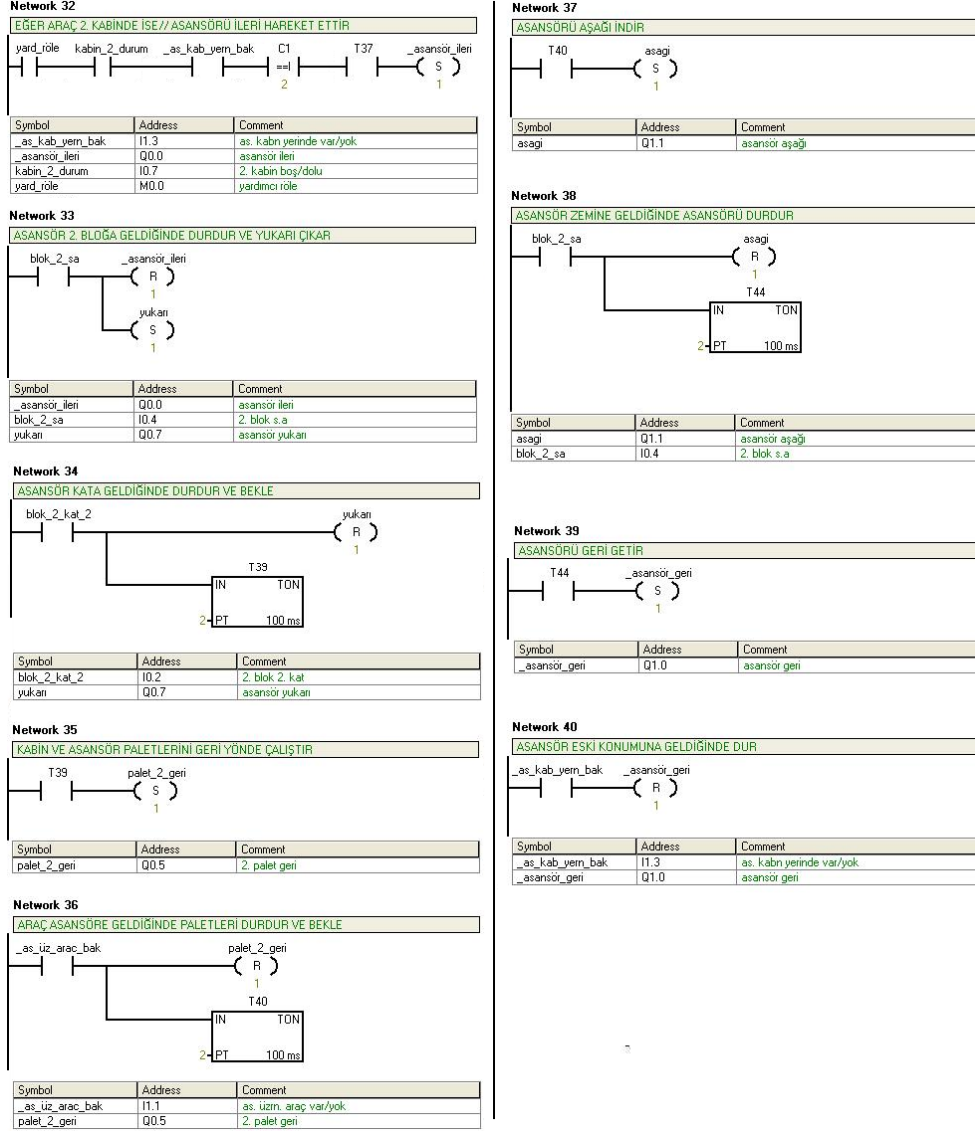 Network 32
EĞER ARAÇ 2. KABİNDE İSE// ASANSÖRÜ İLERİ HAREKET ETTİR
yard_röle kabin_2_durum _as_kab_yern_bak C1 T37 _asansör_ileri
==I
S
2
1
Symbol Address Comment
_as_kab_yern_bak I1.3 as. kabn yerinde var/yok
_asansör_ileri Q0.0 asansör ileri
kabin_2_durum I0.7 2. kabin boş/dolu
yard_röle M0.0 yardımcı röle
Network 33
ASANSÖR 2. BLOĞA GELDİĞİNDE DURDUR VE YUKARI ÇIKAR
blok_2_sa _asansör_ileri
R
1
yukarı
S
1
Symbol Address Comment
_asansör_ileri Q0.0 asansör ileri
blok_2_sa I0.4 2. blok s.a
yukarı Q0.7 asansör yukarı
Network 34
ASANSÖR KATA GELDİĞİNDE DURDUR VE BEKLE
blok_2_kat_2 yukarı
R
1
T39
IN TON
2 PT 100 ms
Symbol Address Comment
blok_2_kat_2 I0.2 2. blok 2. kat
yukarı Q0.7 asansör yukarı
Network 35
KABİN VE ASANSÖR PALETLERİNİ GERİ YÖNDE ÇALIŞTIR
T39 palet_2_geri
S
1
Symbol Address Comment
palet_2_geri Q0.5 2. palet geri
Network 36
ARAÇ ASANSÖRE GELDİĞİNDE PALETLERİ DURDUR VE BEKLE
_as_üz_arac_bak palet_2_geri
R
1
T40
IN TON
2 PT 100 ms
Symbol Address Comment
_as_üz_arac_bak I1.1 as. üzrn. araç var/yok
palet_2_geri Q0.5 2. palet geri
Network 37
ASANSÖRÜ AŞAĞI İNDİR
T40 asagi
S
1
Symbol Address Comment
asagi Q1.1 asansör aşağı
Network 38
ASANSÖR ZEMİNE GELDİĞİNDE ASANSÖRÜ DURDUR
blok_2_sa asagi
R
1
T44
IN TON
2 PT 100 ms
Symbol Address Comment
asagi Q1.1 asansör aşağı
blok_2_sa I0.4 2. blok s.a
Network 39
ASANSÖRÜ GERİ GETİR
T44 _asansör_geri
S
1
Symbol Address Comment
_asansör_geri Q1.0 asansör geri
Network 40
ASANSÖR ESKİ KONUMUNA GELDİĞİNDE DUR
_as_kab_yern_bak _asansör_geri
R
1
Symbol Address Comment
_as_kab_yern_bak I1.3 as. kabn yerinde var/yok
_asansör_geri Q1.0 asansör geri